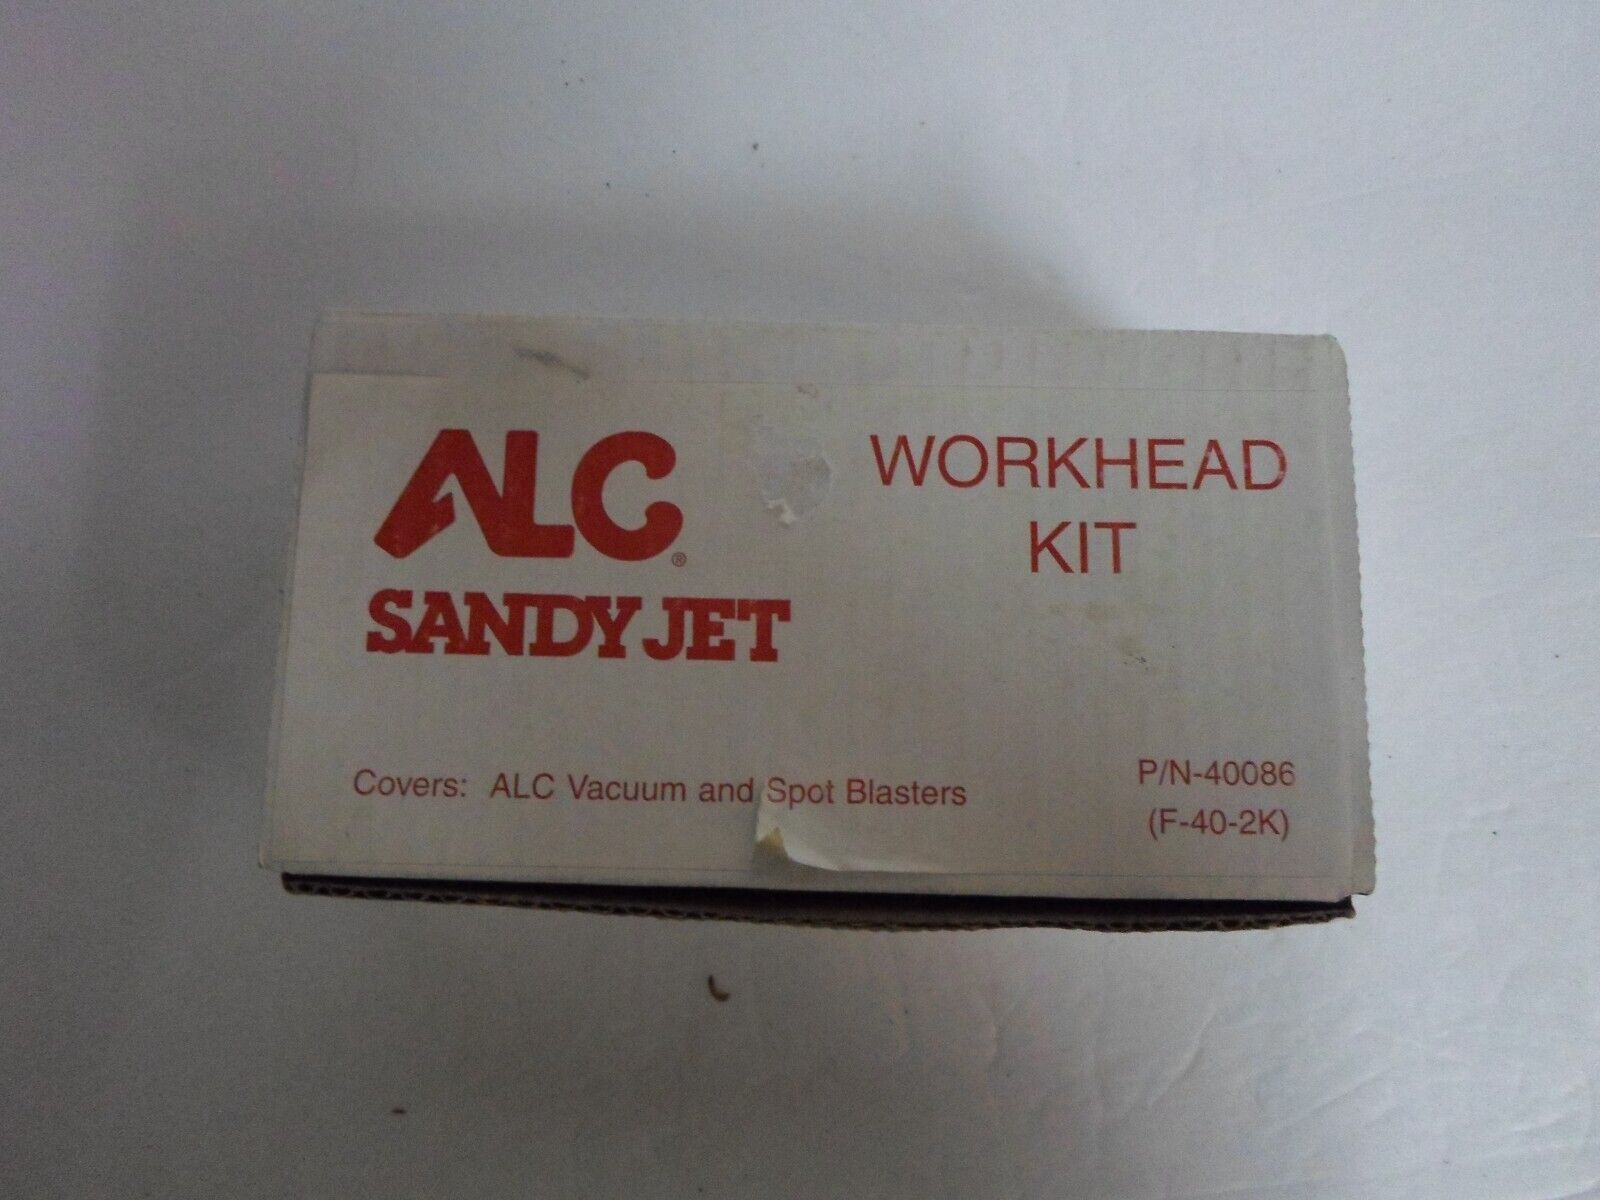 ALC®
SANDY JET
WORKHEAD
KIT
Covers: ALC Vacuum and Spot Blasters
P/N-40086
(F-40-2K)